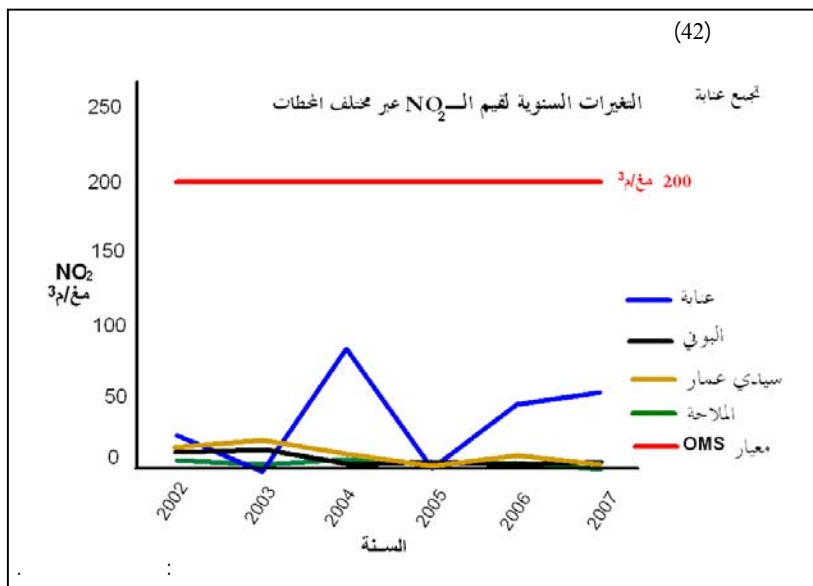 (42)
تجمع عنابة
التغيرات السنوية لقيم الـــNO₂ عبر مختلف المحطات
250
200
150
100
50
0
NO₂
مغ/م³
200 مغ/م³
عنابة
البوني
سيدي عمار
الملاحة
معيار OMS
2002
2003
2004
2005
2006
2007
السنة
: .